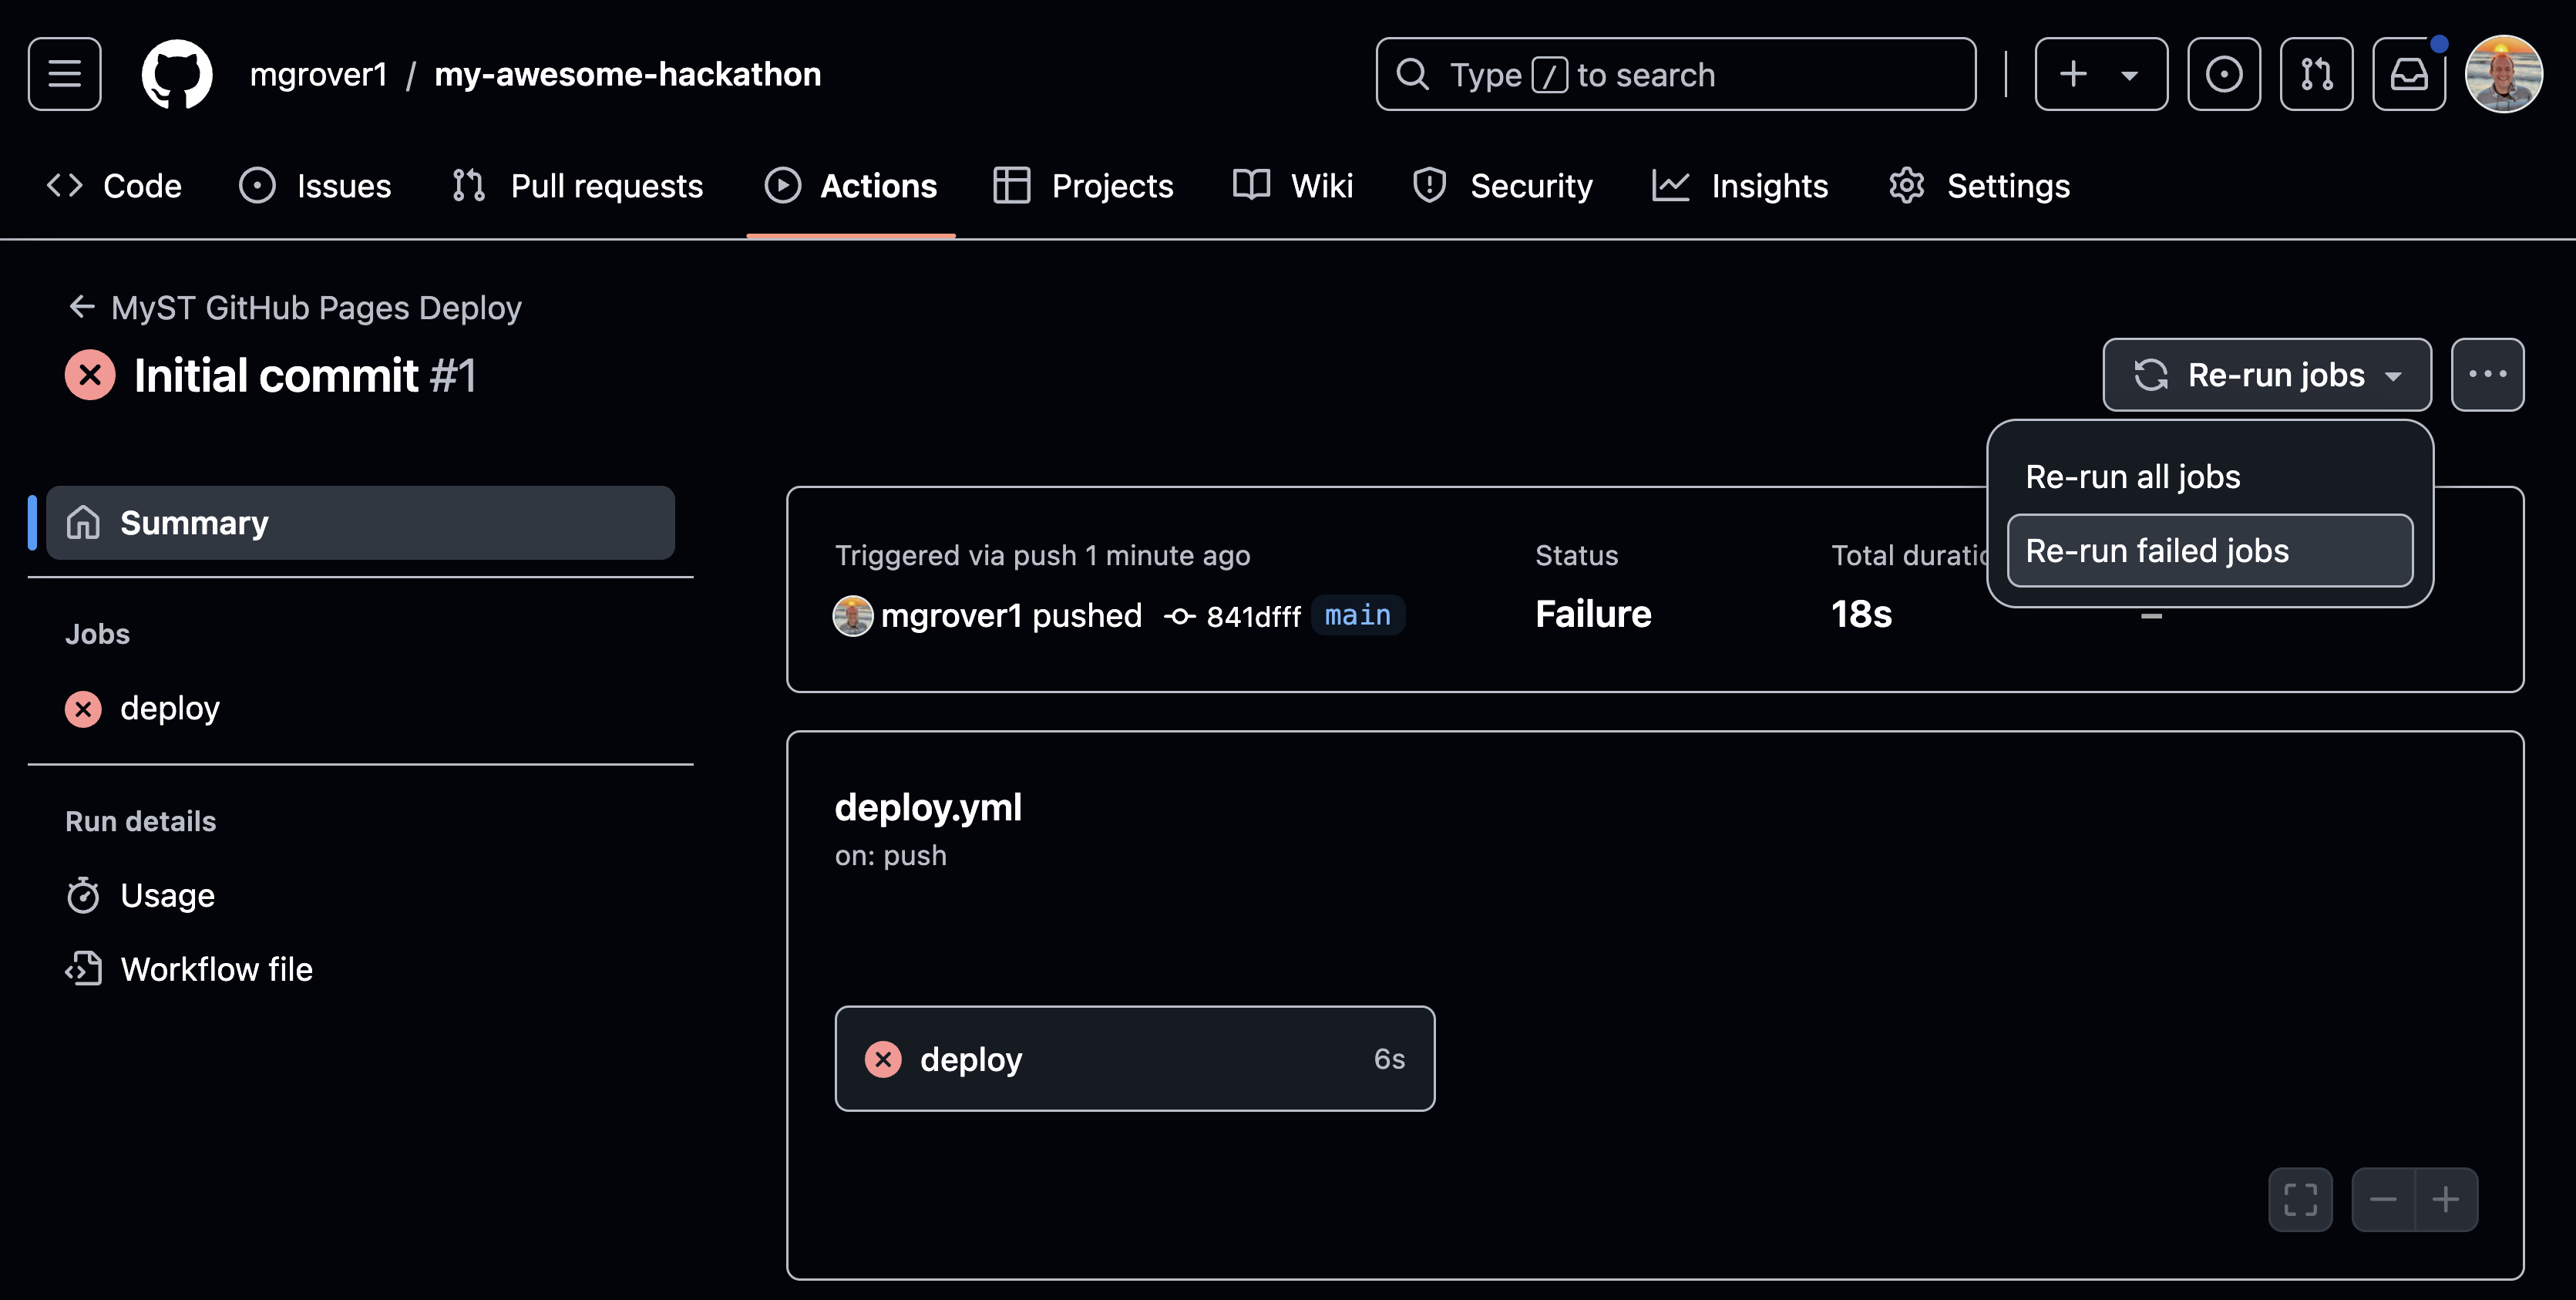 mgrover1 / my-awesome-hackathon
Type / to search
Code
Issues
Pull requests
Actions
Projects
Wiki
Security
Insights
Settings
MyST GitHub Pages Deploy
Initial commit #1
Re-run jobs
Re-run all jobs
Re-run failed jobs
Summary
Jobs
deploy
Run details
Usage
Workflow file
Triggered via push 1 minute ago
mgrover1 pushed 841dfff main
Status
Failure
Total
18s
–
deploy.yml
on: push
deploy 6s